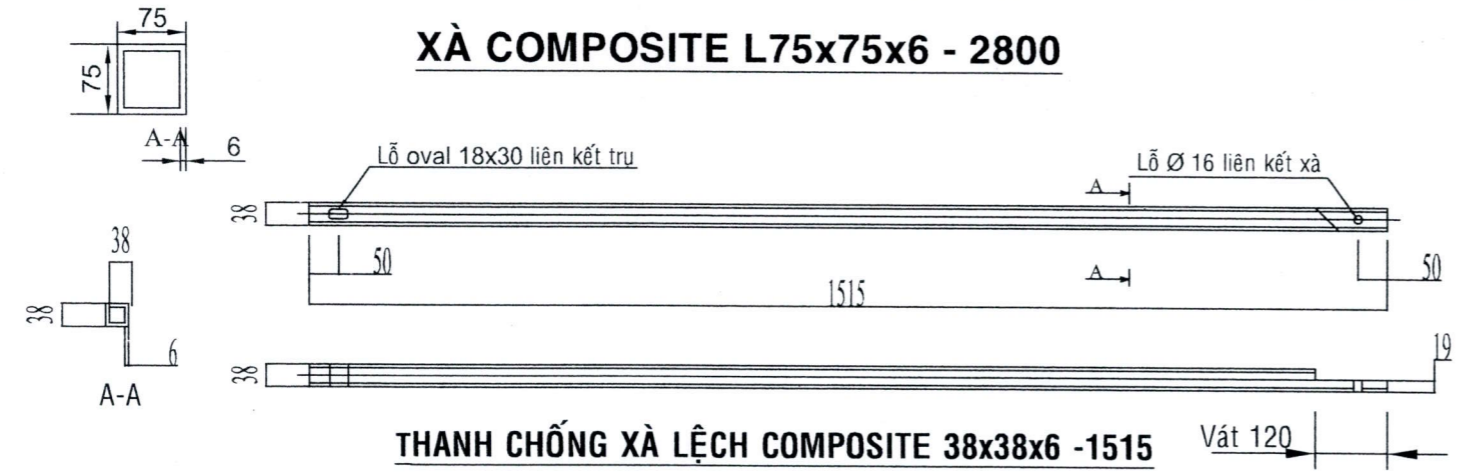 75
XÀ COMPOSITE L75x75x6 - 2800
75
A-A
6
Lỗ oval 18x30 liên kết trụ
A
Lỗ Ø 16 liên kết xà
38
38
50
A
50
1515
38
6
38
19
A-A
THANH CHỐNG XÀ LỆCH COMPOSITE 38x38x6 -1515
Vát 120